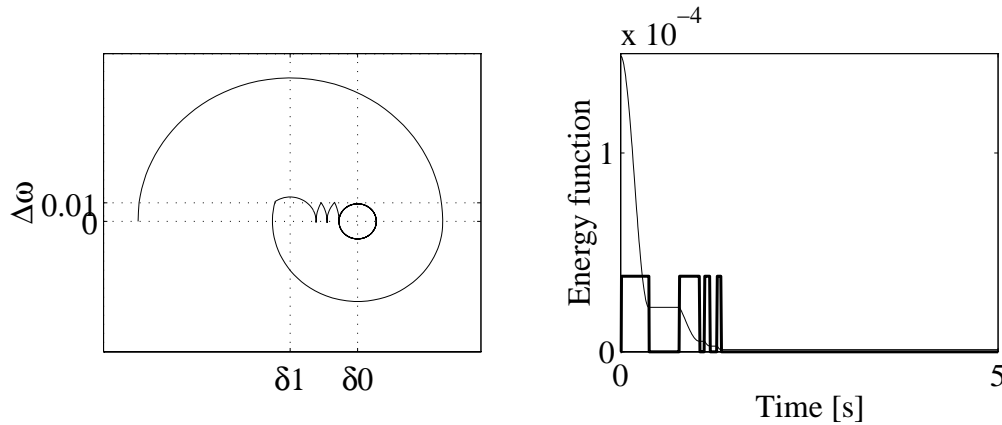 Δω
0.01
0
δ1
δ0
x 10⁻⁴
Energy function
1
0
0
5
Time [s]